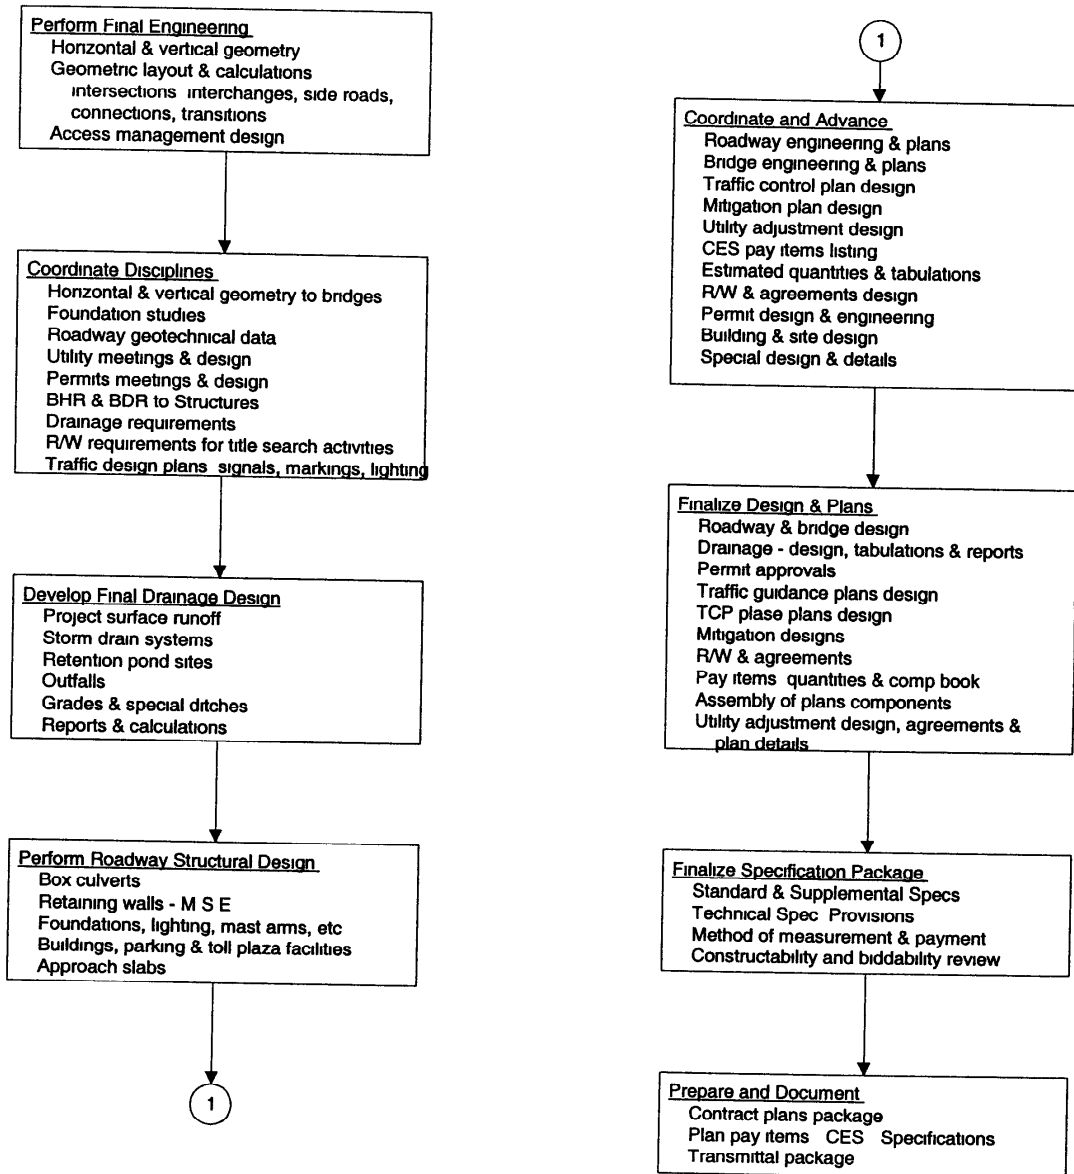 Perform Final Engineering
Horizontal & vertical geometry
Geometric layout & calculations
intersections interchanges, side roads,
connections, transitions
Access management design
Coordinate Disciplines
Horizontal & vertical geometry to bridges
Foundation studies
Roadway geotechnical data
Utility meetings & design
Permits meetings & design
BHR & BDR to Structures
Drainage requirements
R/W requirements for title search activities
Traffic design plans signals, markings, lighting
Develop Final Drainage Design
Project surface runoff
Storm drain systems
Retention pond sites
Outfalls
Grades & special ditches
Reports & calculations
Perform Roadway Structural Design
Box culverts
Retaining walls - M S E
Foundations, lighting, mast arms, etc
Buildings, parking & toll plaza facilities
Approach slabs
1
1
Coordinate and Advance
Roadway engineering & plans
Bridge engineering & plans
Traffic control plan design
Mitigation plan design
Utility adjustment design
CES pay items listing
Estimated quantities & tabulations
R/W & agreements design
Permit design & engineering
Building & site design
Special design & details
Finalize Design & Plans
Roadway & bridge design
Drainage - design, tabulations & reports
Permit approvals
Traffic guidance plans design
TCP plase plans design
Mitigation designs
R/W & agreements
Pay items quantities & comp book
Assembly of plans components
Utility adjustment design, agreements &
plan details
Finalize Specification Package
Standard & Supplemental Specs
Technical Spec Provisions
Method of measurement & payment
Constructability and biddability review
Prepare and Document
Contract plans package
Plan pay items CES Specifications
Transmittal package